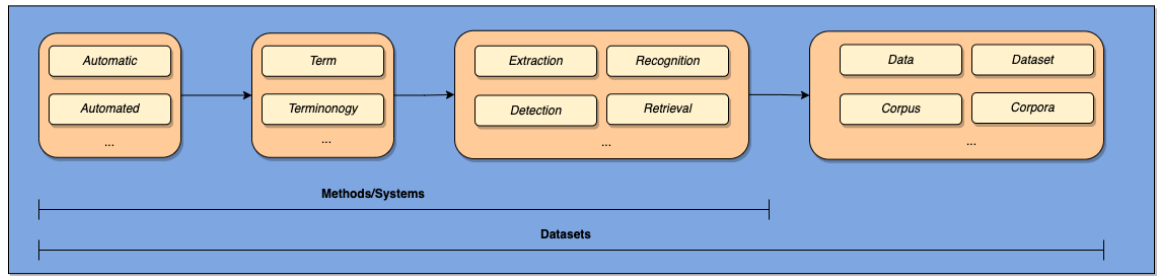 Automatic
Automated
...
Term
Terminonogy
...
Extraction
Recognition
Detection
Retrieval
...
Data
Dataset
Corpus
Corpora
...
Methods/Systems
Datasets